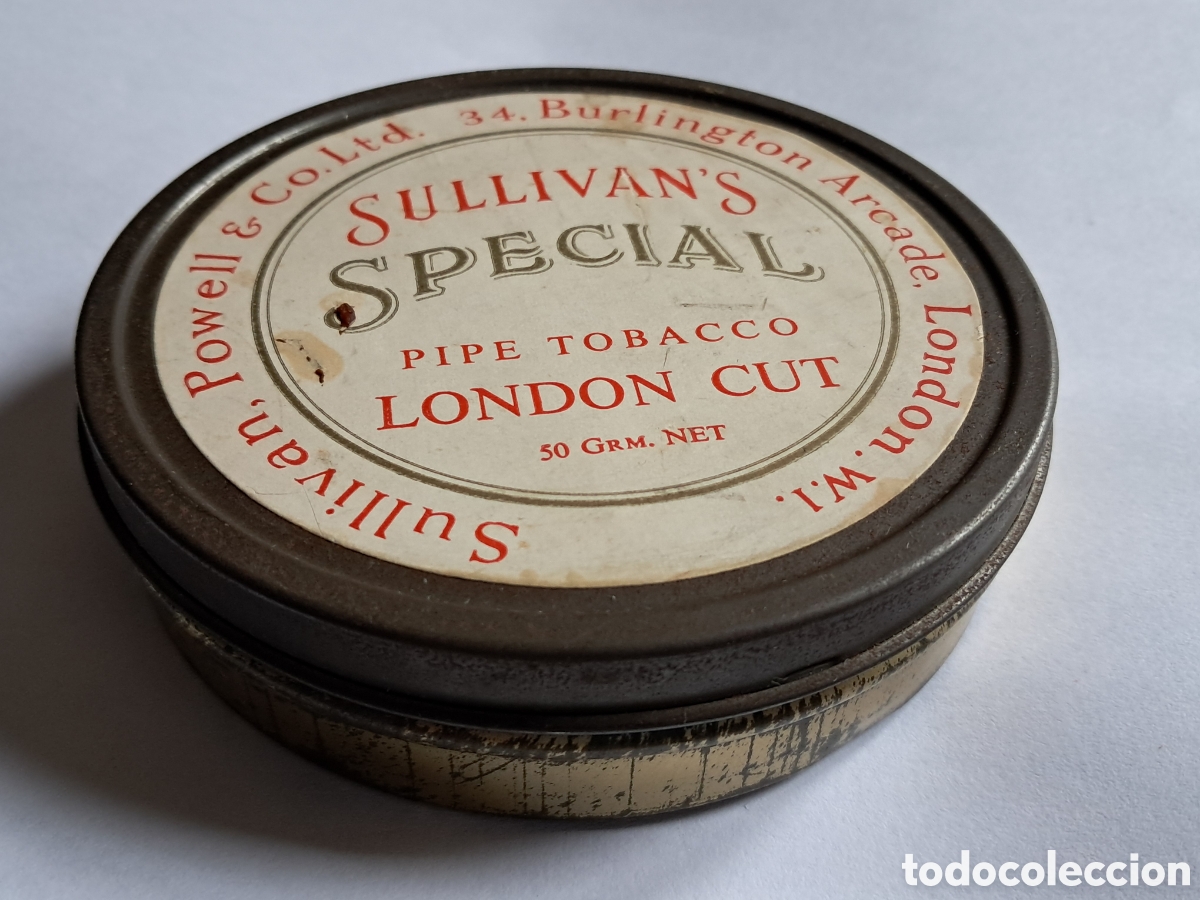 Sullivan, Powell & Co. Ltd. 34. Burlington Arcade. London. W.1.
SULLIVAN'S
SPECIAL
PIPE TOBACCO
LONDON CUT
50 GRM. NET
todocoleccion